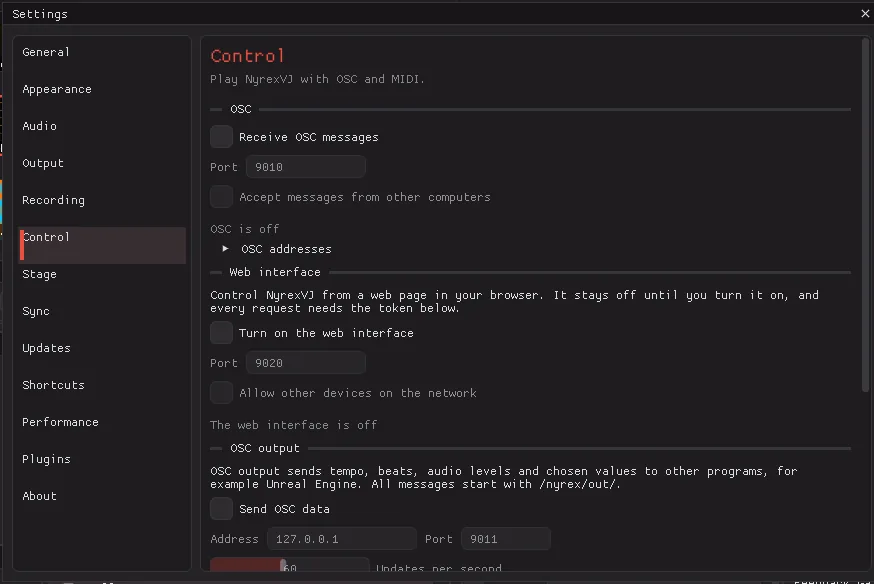 Settings
General
Appearance
Audio
Output
Recording
Control
Stage
Sync
Updates
Shortcuts
Performance
Plugins
About
Control
Play NyrexVJ with OSC and MIDI.
OSC
Receive OSC messages
Port 9010
Accept messages from other computers
OSC is off
OSC addresses
Web interface
Control NyrexVJ from a web page in your browser. It stays off until you turn it on, and
every request needs the token below.
Turn on the web interface
Port 9020
Allow other devices on the network
The web interface is off
OSC output
OSC output sends tempo, beats, audio levels and chosen values to other programs, for
example Unreal Engine. All messages start with /nyrex/out/.
Send OSC data
Address 127.0.0.1 Port 9011
60 Updates per second